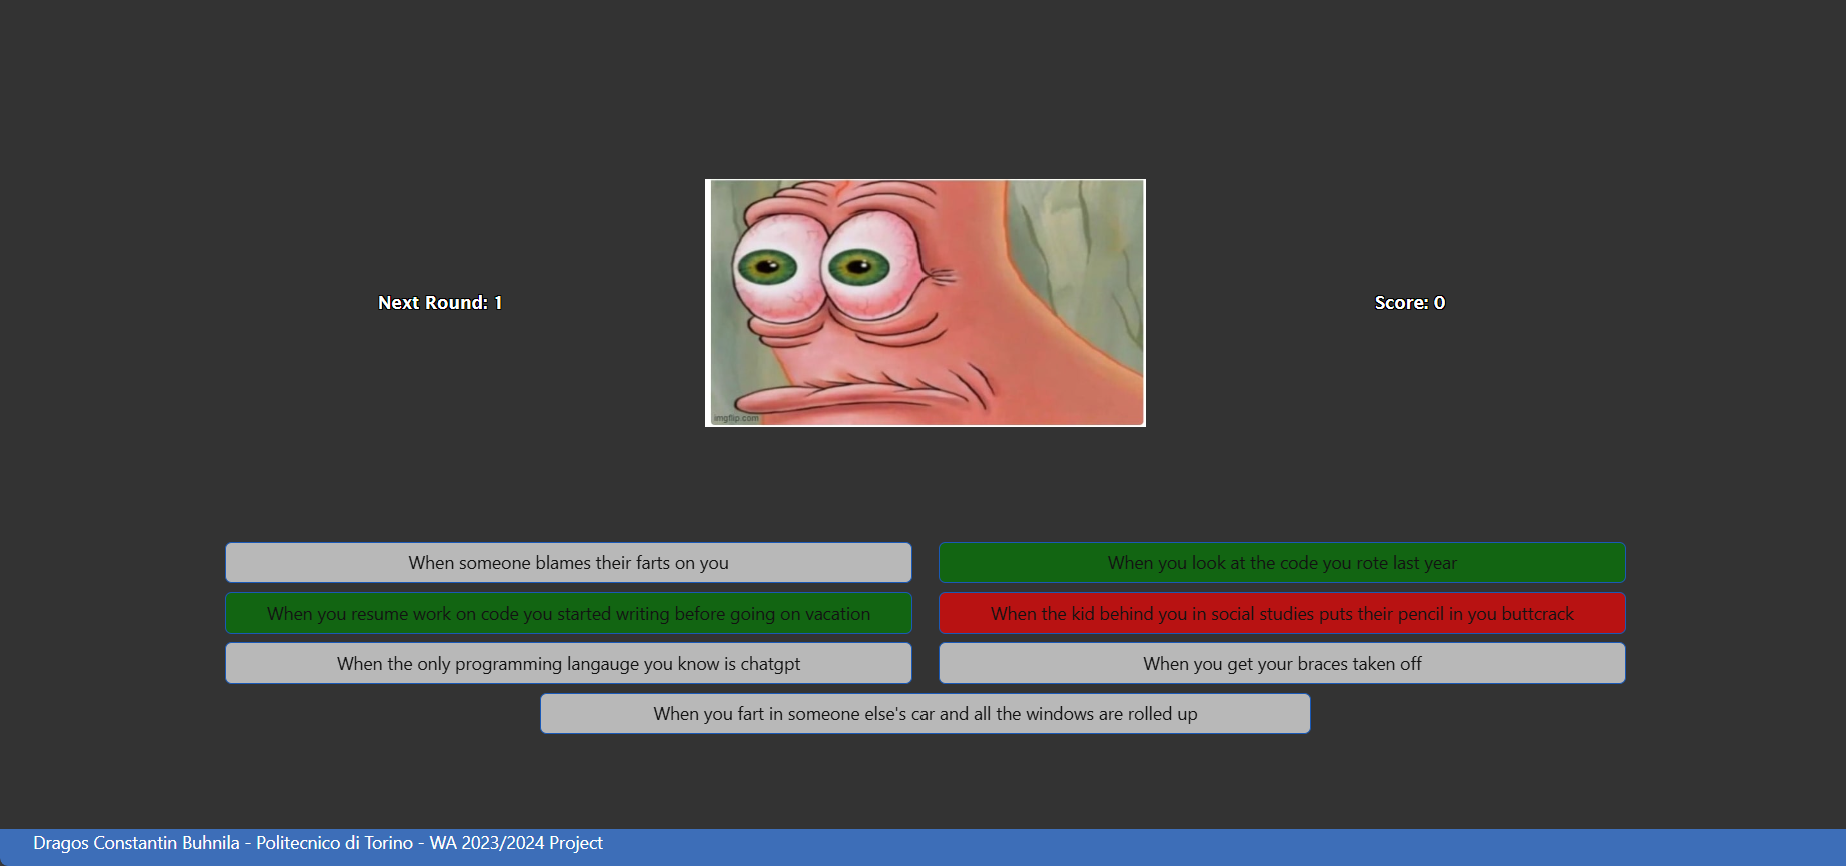 Next Round: 1
Score: 0
imgflip.com
When someone blames their farts on you
When you look at the code you rote last year
When you resume work on code you started writing before going on vacation
When the kid behind you in social studies puts their pencil in you buttcrack
When the only programming langauge you know is chatgpt
When you get your braces taken off
When you fart in someone else's car and all the windows are rolled up
Dragos Constantin Buhnila - Politecnico di Torino - WA 2023/2024 Project